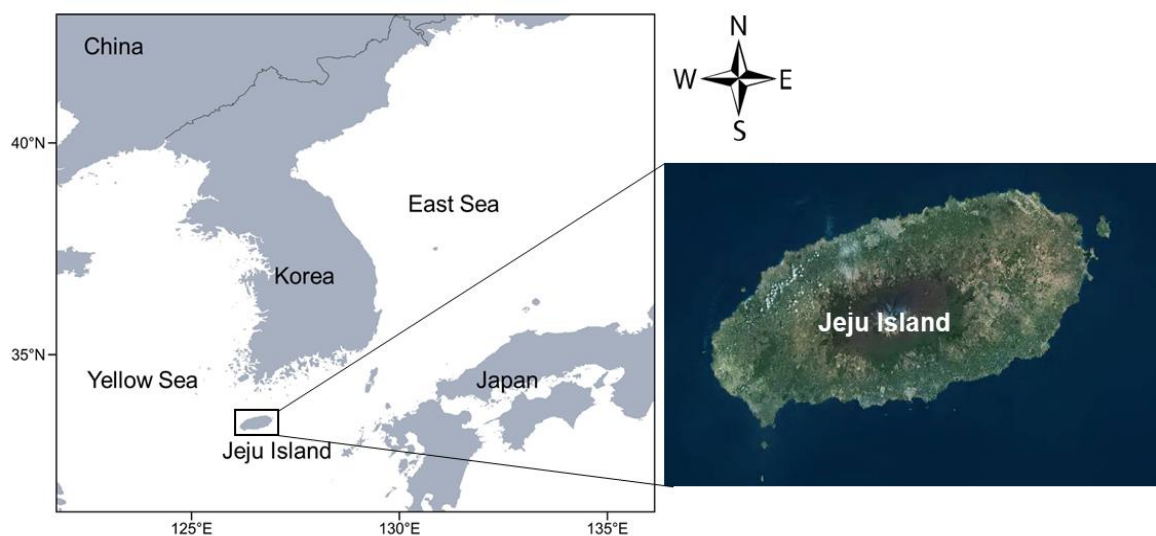 China
N
W E
S
40°N
East Sea
Korea
Jeju Island
35°N
Yellow Sea
Japan
Jeju Island
125°E 130°E 135°E